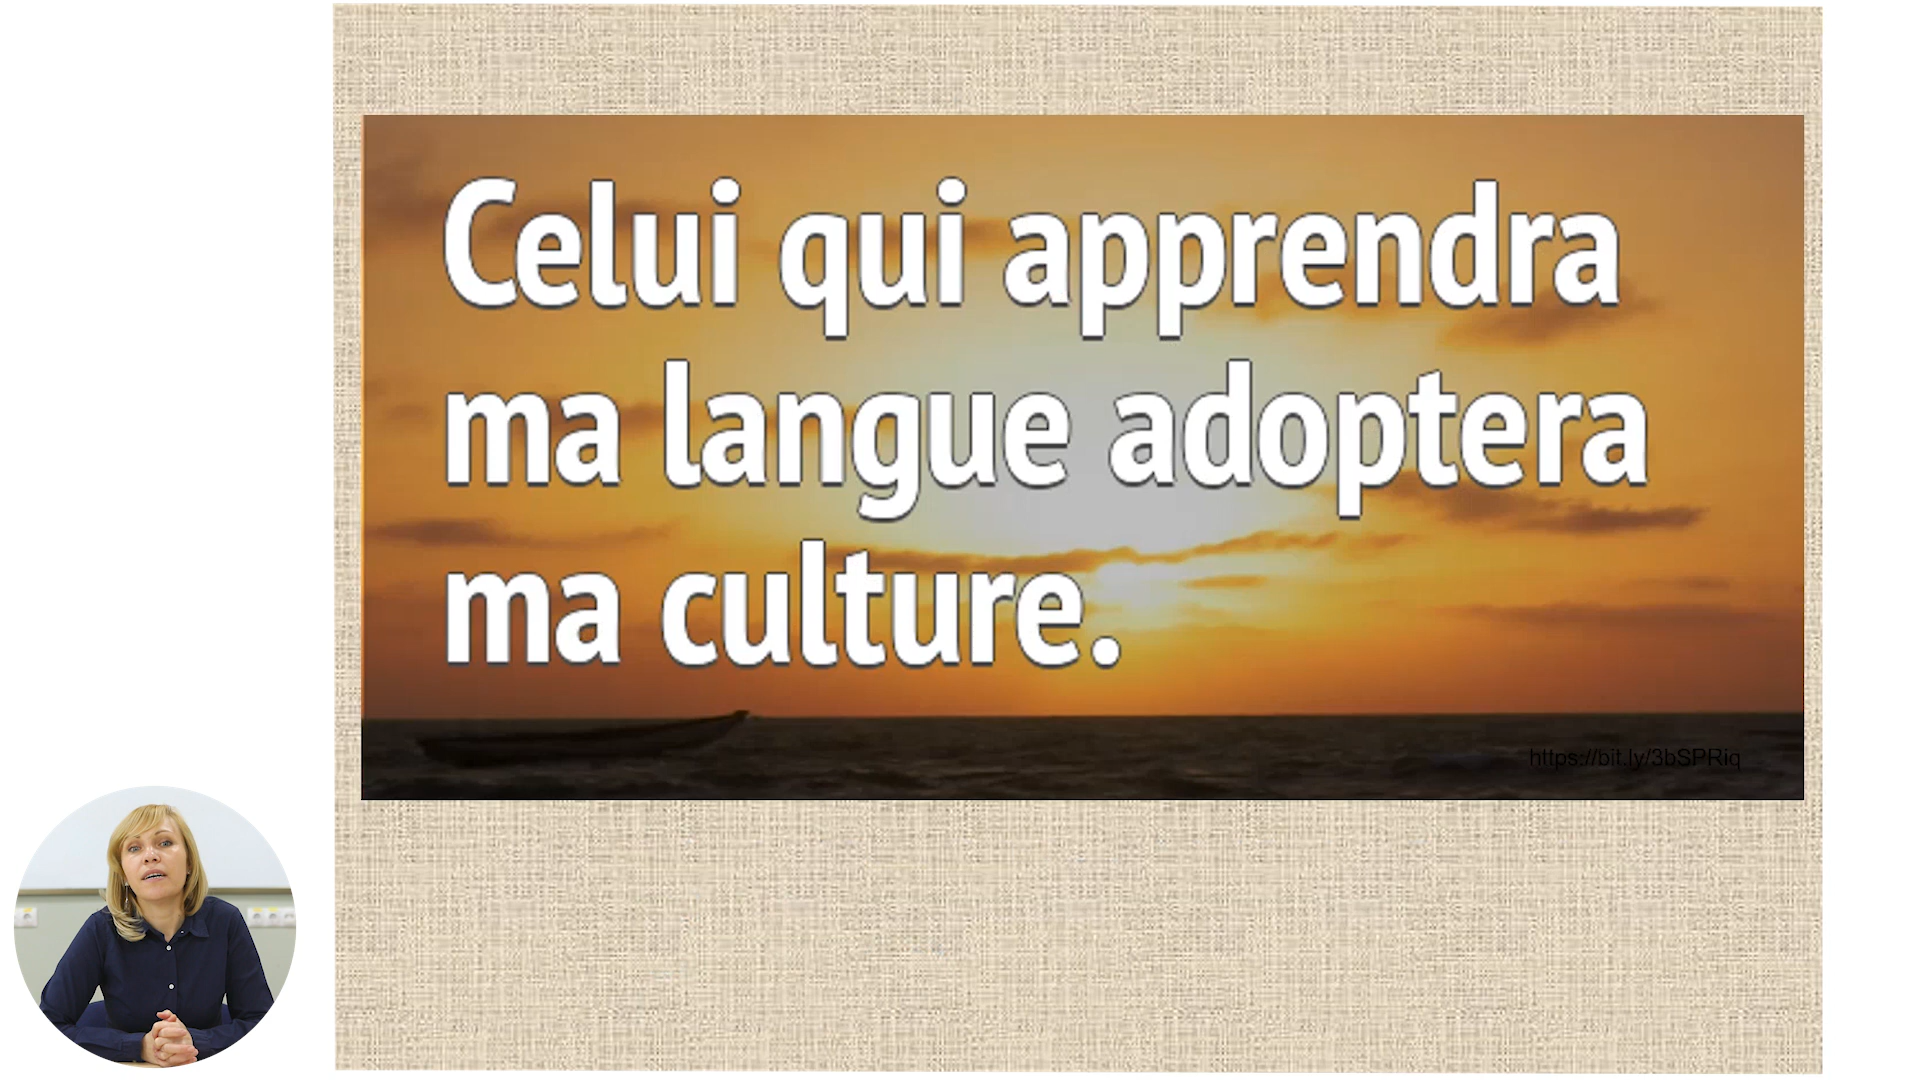 Celui qui apprendra
ma langue adoptera
ma culture.
https://bit.ly/3bSPRiq